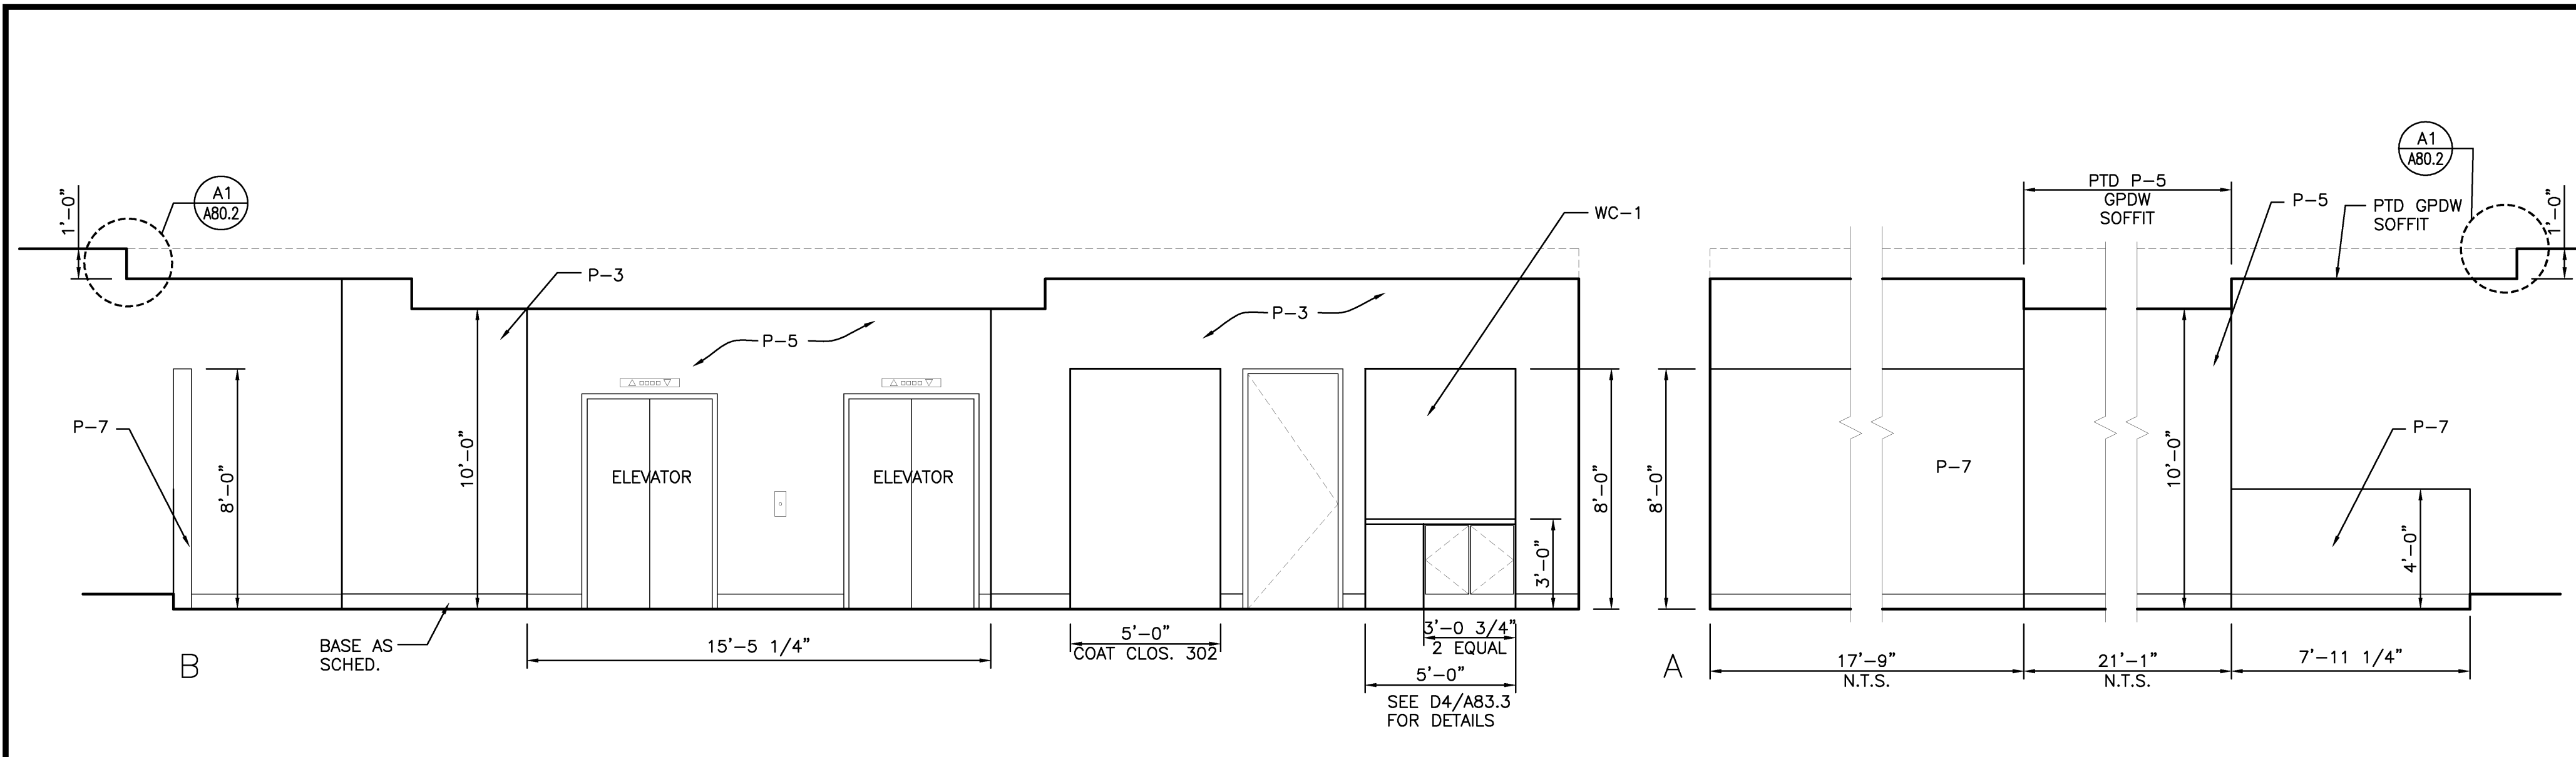 A1
A80.2
1'-0"
P-3
P-5
P-3
WC-1
P-7
8'-0"
10'-0"
ELEVATOR
ELEVATOR
8'-0"
3'-0"
BASE AS
SCHED.
B
15'-5 1/4"
5'-0"
COAT CLOS. 302
3'-0 3/4"
2 EQUAL
5'-0"
SEE D4/A83.3
FOR DETAILS
A1
A80.2
PTD P-5
GPDW
SOFFIT
P-5
PTD GPDW
SOFFIT
1'-0"
8'-0"
P-7
10'-0"
P-7
4'-0"
A
17'-9"
N.T.S.
21'-1"
N.T.S.
7'-11 1/4"